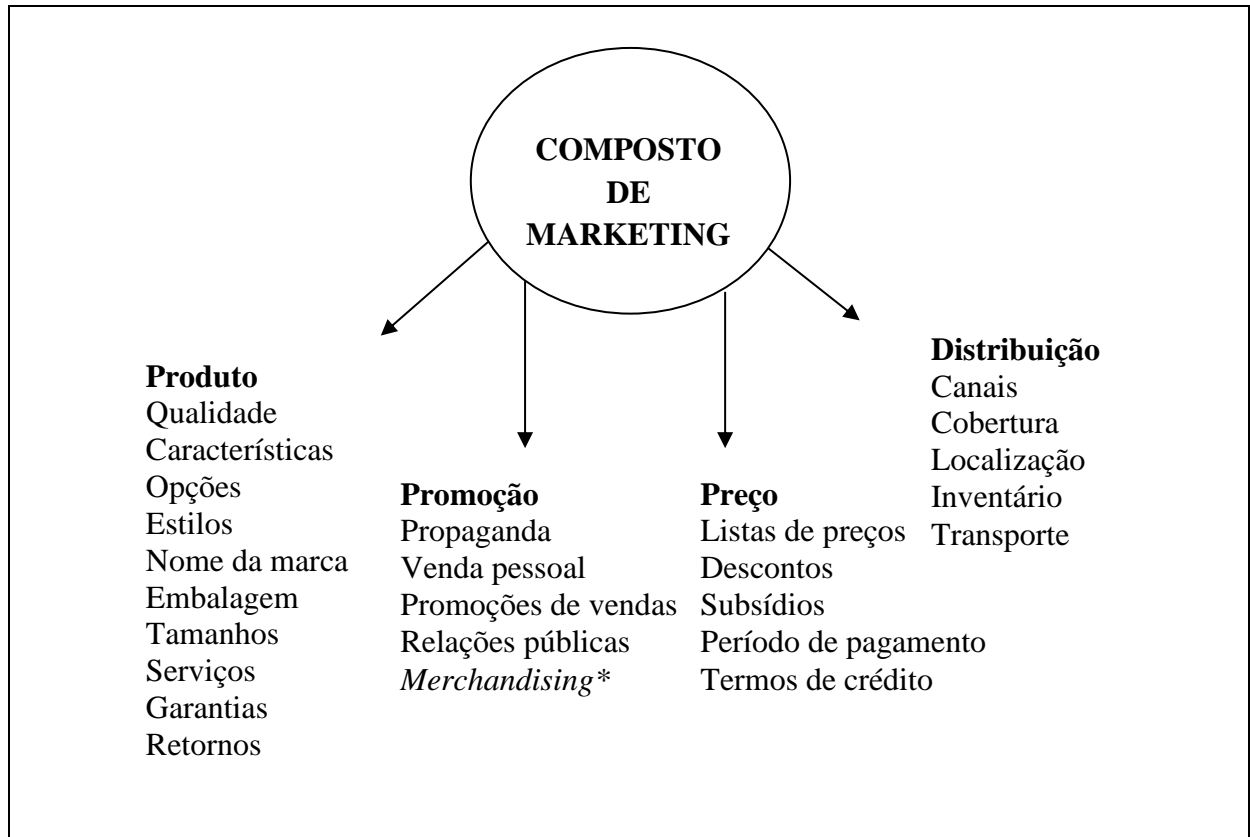 COMPOSTO
DE
MARKETING
Produto
Qualidade
Características
Opções
Estilos
Nome da marca
Embalagem
Tamanhos
Serviços
Garantias
Retornos
Promoção
Propaganda
Venda pessoal
Promoções de vendas
Relações públicas
Merchandising*
Preço
Listas de preços
Descontos
Subsídios
Período de pagamento
Termos de crédito
Distribuição
Canais
Cobertura
Localização
Inventário
Transporte